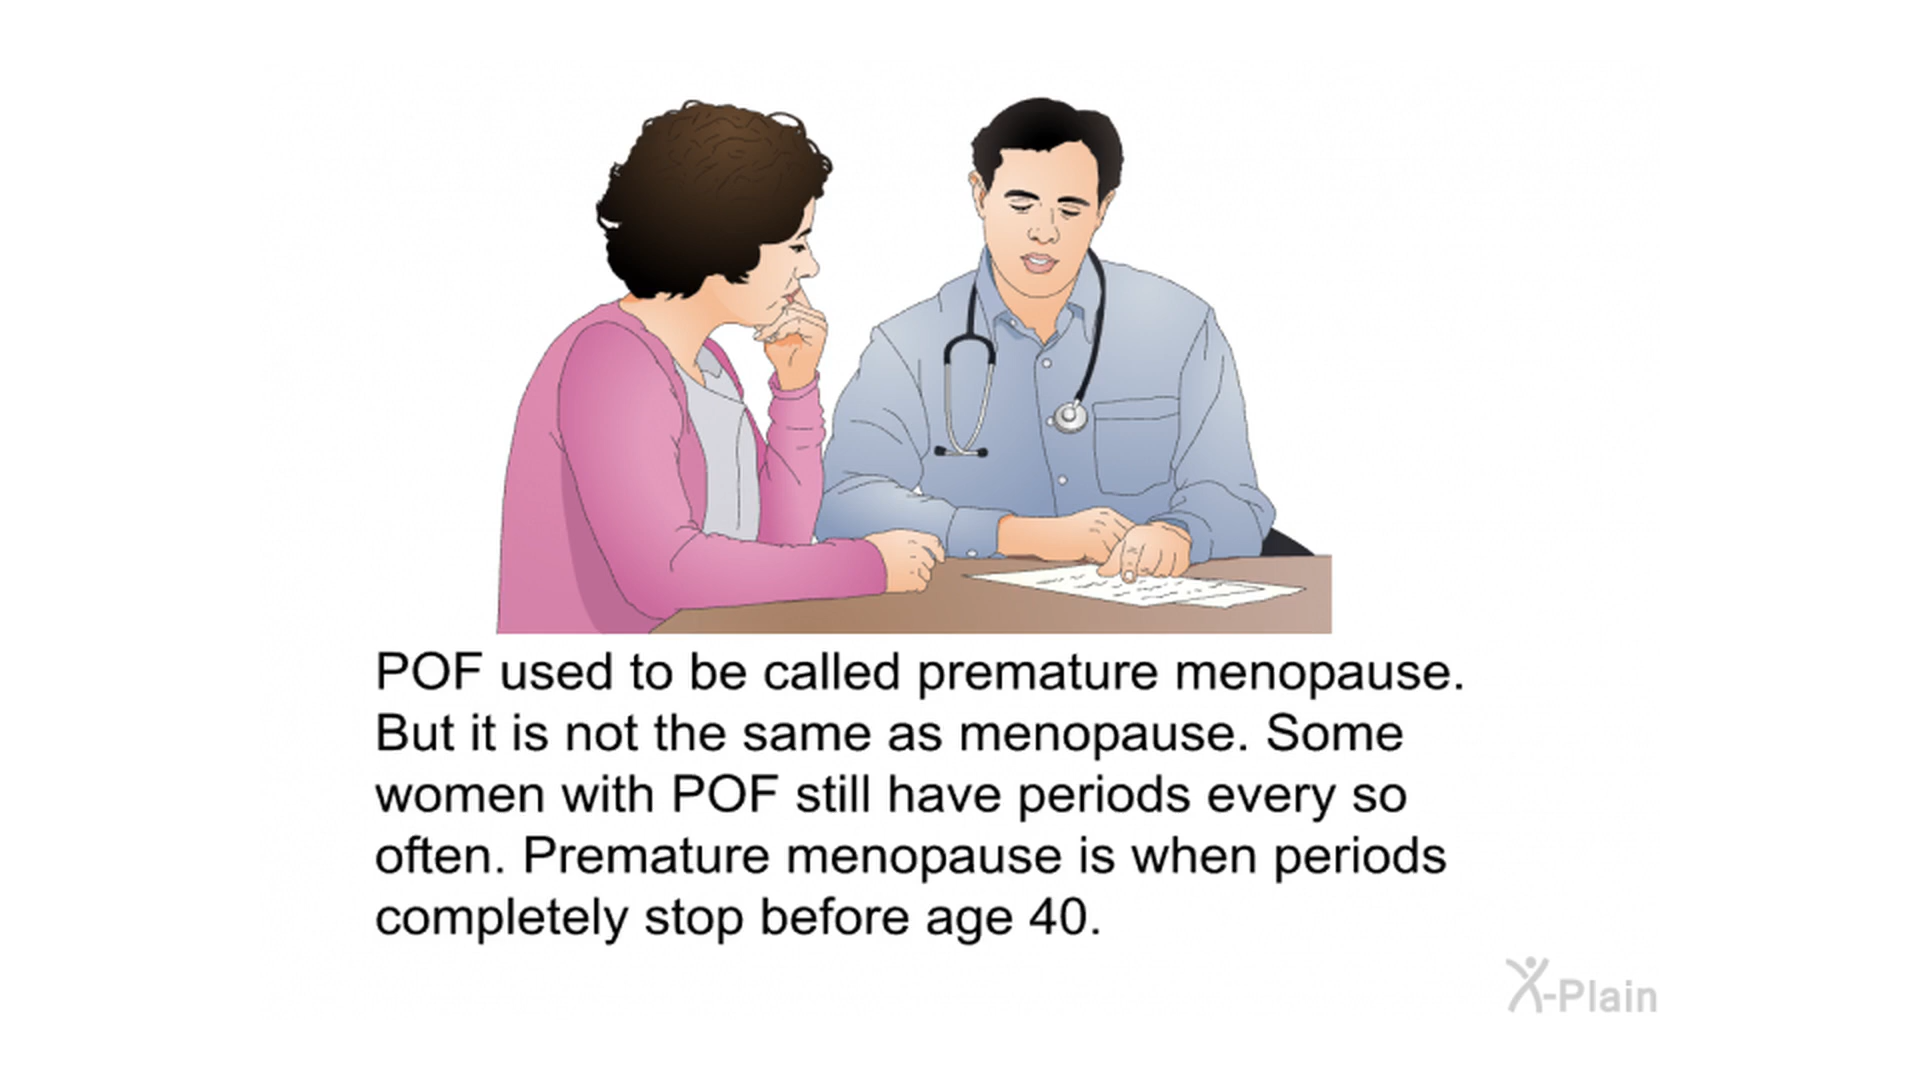 POF used to be called premature menopause.
But it is not the same as menopause. Some
women with POF still have periods every so
often. Premature menopause is when periods
completely stop before age 40.
X-Plain